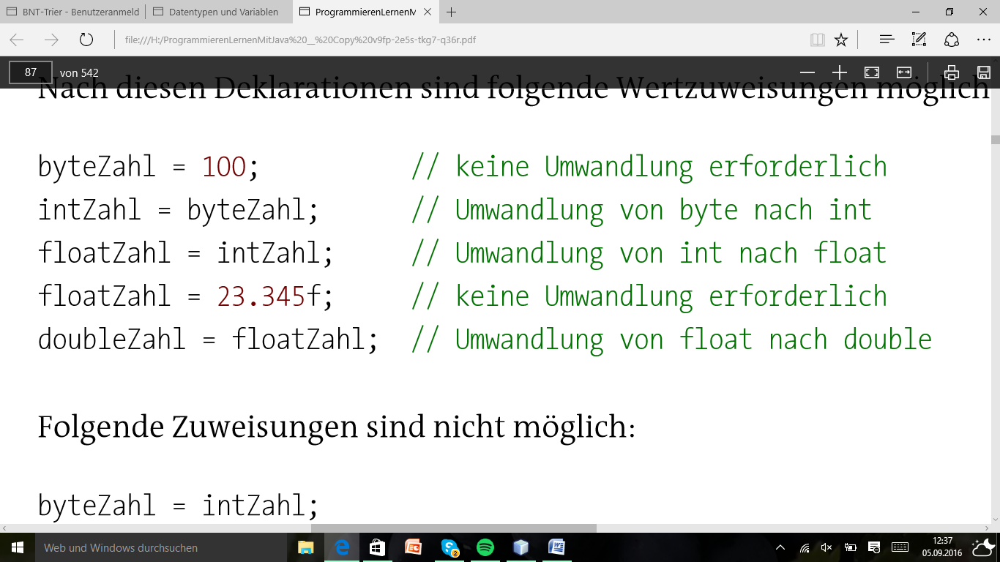 BNT-Trier - Benutzeranmeld
Datentypen und Variablen
ProgrammierenLernenM
file:///H:/ProgrammierenLernenMitJava%20__%20Copy%20v9fp-2e5s-tkg7-q36r.pdf
87 von 542
Nach diesen Deklarationen sind folgende Wertzuweisungen möglich
byteZahl = 100; // keine Umwandlung erforderlich
intZahl = byteZahl; // Umwandlung von byte nach int
floatZahl = intZahl; // Umwandlung von int nach float
floatZahl = 23.345f; // keine Umwandlung erforderlich
doubleZahl = floatZahl; // Umwandlung von float nach double
Folgende Zuweisungen sind nicht möglich:
byteZahl = intZahl;
Web und Windows durchsuchen
2
12:37
05.09.2016